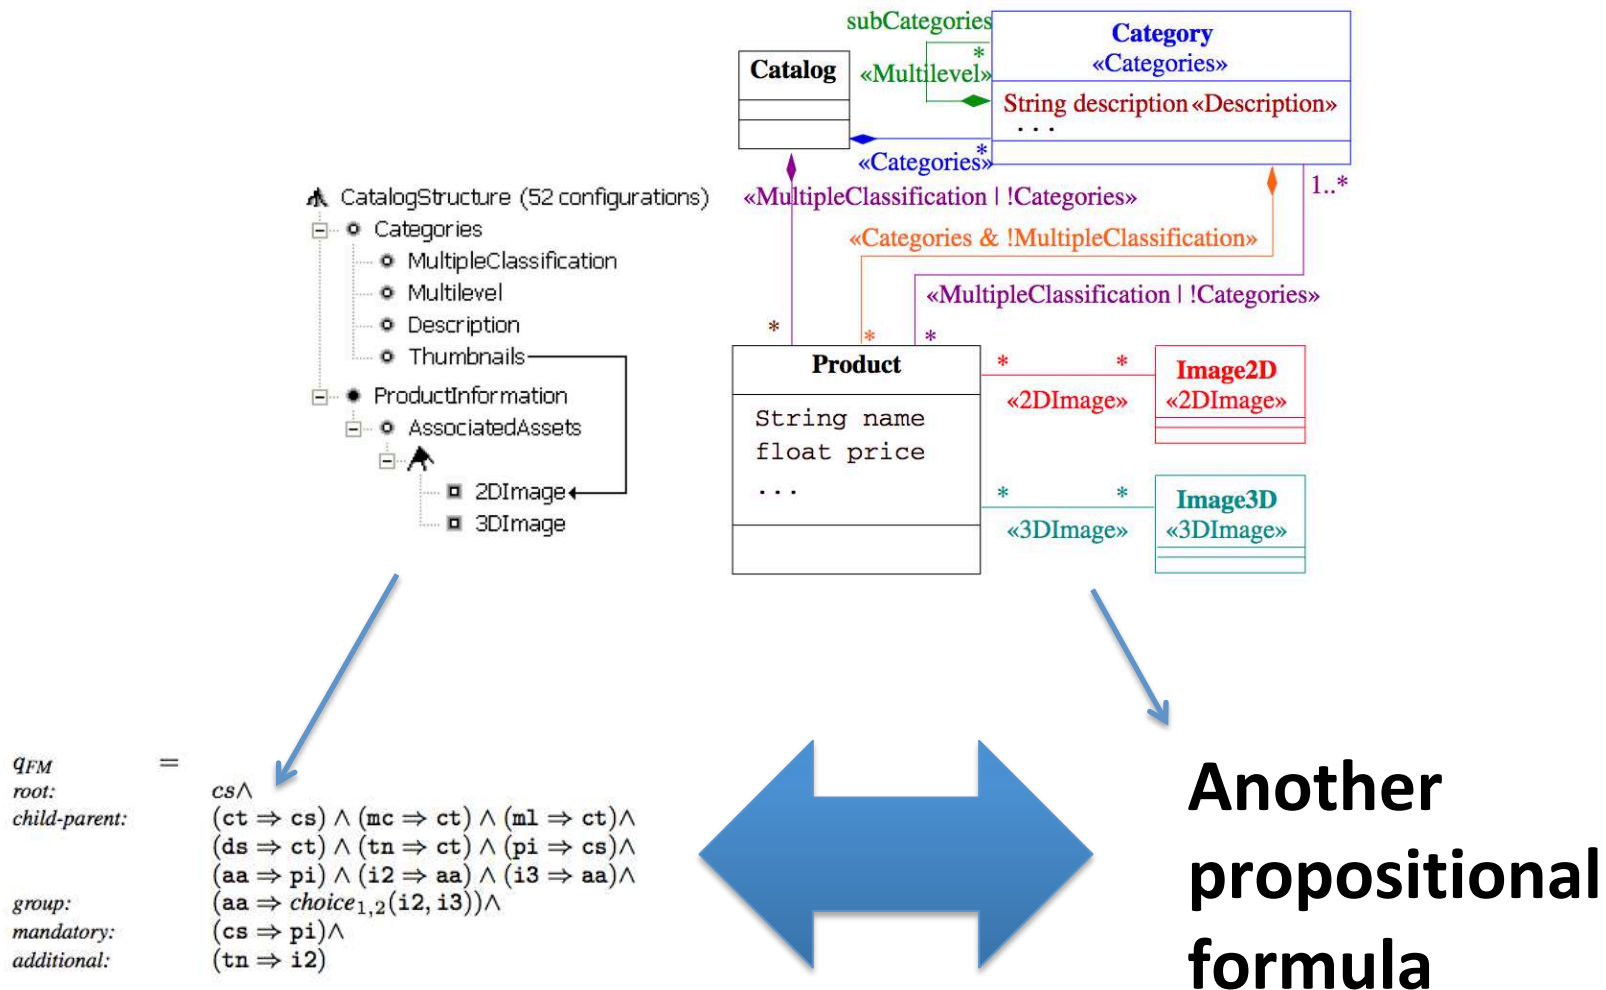 subCategories
*
«Multilevel»
Catalog
Category
«Categories»
String description «Description»
...
*
«Categories»
«MultipleClassification | !Categories»
1..*
«Categories & !MultipleClassification»
«MultipleClassification | !Categories»
*
*
*
Product
String name
float price
...
*
*
«2DImage»
Image2D
«2DImage»
*
*
«3DImage»
Image3D
«3DImage»
CatalogStructure (52 configurations)
Categories
MultipleClassification
Multilevel
Description
Thumbnails
ProductInformation
AssociatedAssets
2DImage
3DImage
qFM =
root: cs∧
child-parent: (ct ⇒ cs) ∧ (mc ⇒ ct) ∧ (ml ⇒ ct)∧
(ds ⇒ ct) ∧ (tn ⇒ ct) ∧ (pi ⇒ cs)∧
(aa ⇒ pi) ∧ (i2 ⇒ aa) ∧ (i3 ⇒ aa)∧
group: (aa ⇒ choice1,2(i2, i3))∧
mandatory: (cs ⇒ pi)∧
additional: (tn ⇒ i2)
Another
propositional
formula